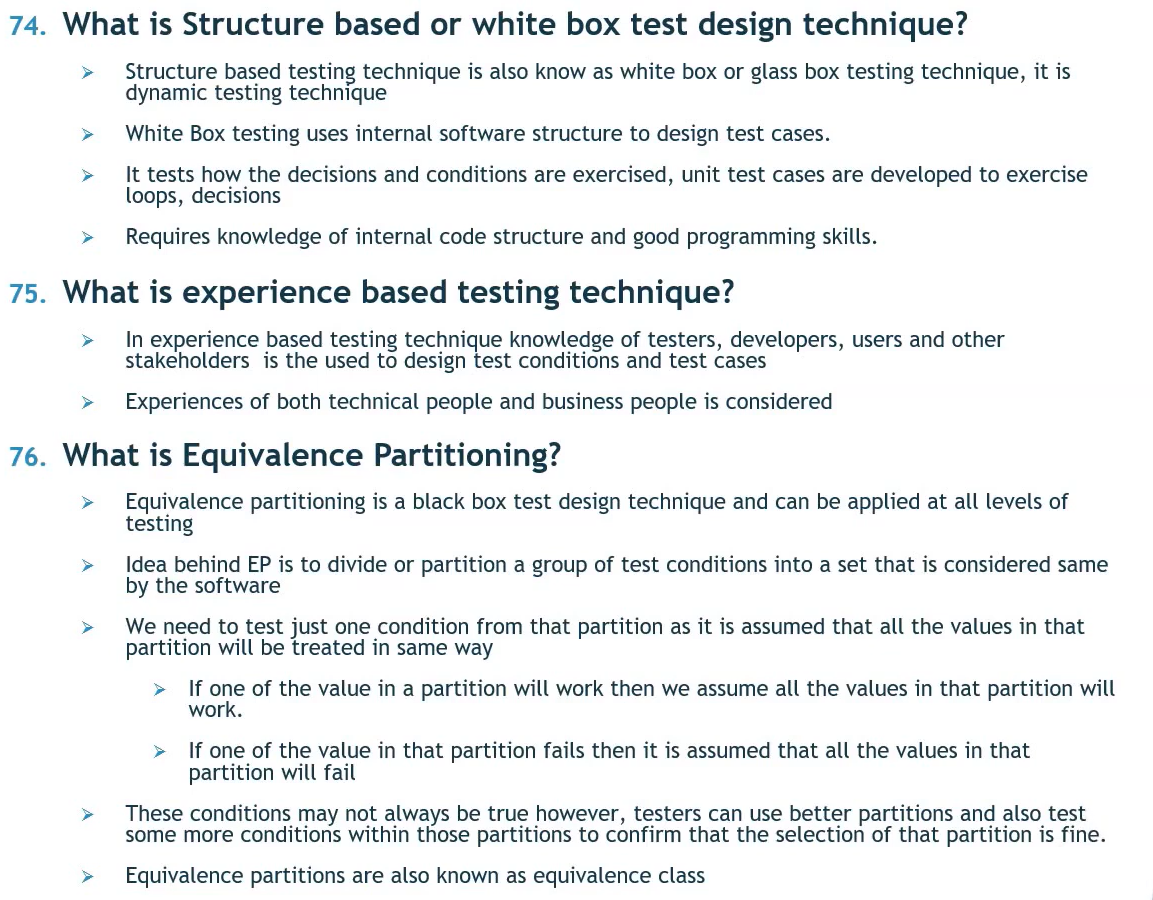 74. What is Structure based or white box test design technique?
➢ Structure based testing technique is also know as white box or glass box testing technique, it is
dynamic testing technique
➢ White Box testing uses internal software structure to design test cases.
➢ It tests how the decisions and conditions are exercised, unit test cases are developed to exercise
loops, decisions
➢ Requires knowledge of internal code structure and good programming skills.
75. What is experience based testing technique?
➢ In experience based testing technique knowledge of testers, developers, users and other
stakeholders  is the used to design test conditions and test cases
➢ Experiences of both technical people and business people is considered
76. What is Equivalence Partitioning?
➢ Equivalence partitioning is a black box test design technique and can be applied at all levels of
testing
➢ Idea behind EP is to divide or partition a group of test conditions into a set that is considered same
by the software
➢ We need to test just one condition from that partition as it is assumed that all the values in that
partition will be treated in same way
➢ If one of the value in a partition will work then we assume all the values in that partition will
work.
➢ If one of the value in that partition fails then it is assumed that all the values in that
partition will fail
➢ These conditions may not always be true however, testers can use better partitions and also test
some more conditions within those partitions to confirm that the selection of that partition is fine.
➢ Equivalence partitions are also known as equivalence class